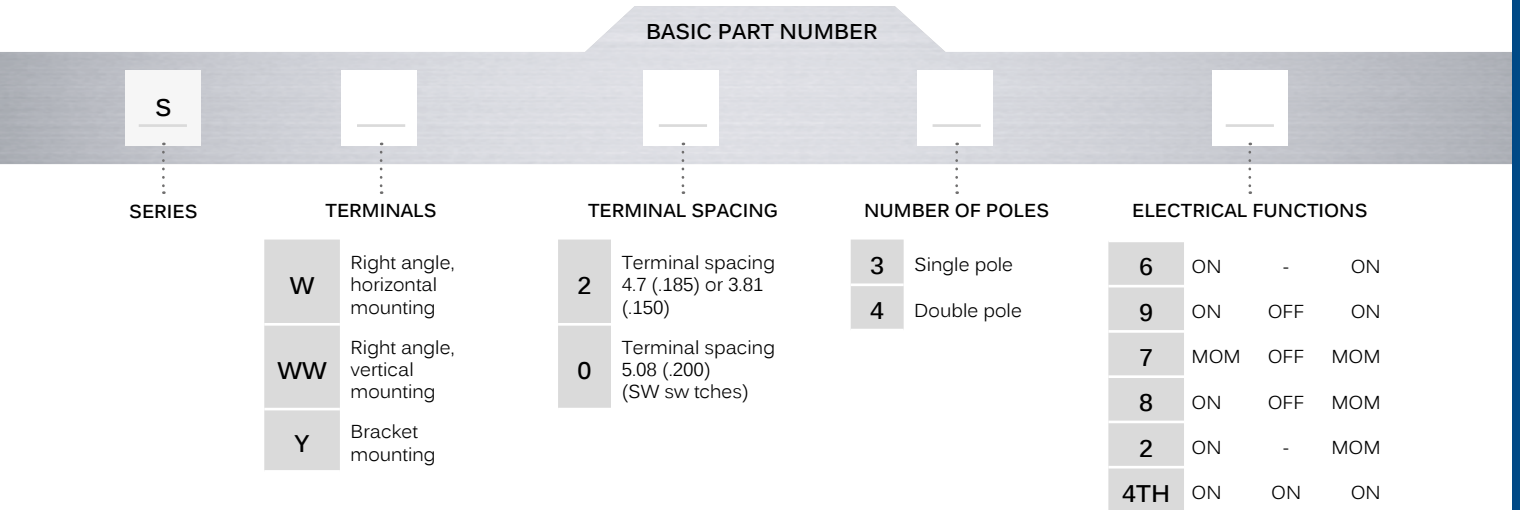 BASIC PART NUMBER
S
SERIES
TERMINALS
W
Right angle,
horizontal
mounting
WW
Right angle,
vertical
mounting
Y
Bracket
mounting
TERMINAL SPACING
2
Terminal spacing
4.7 (.185) or 3.81
(.150)
0
Terminal spacing
5.08 (.200)
(SW sw tches)
NUMBER OF POLES
3 Single pole
4 Double pole
ELECTRICAL FUNCTIONS
6 ON - ON
9 ON OFF ON
7 MOM OFF MOM
8 ON OFF MOM
2 ON - MOM
4TH ON ON ON